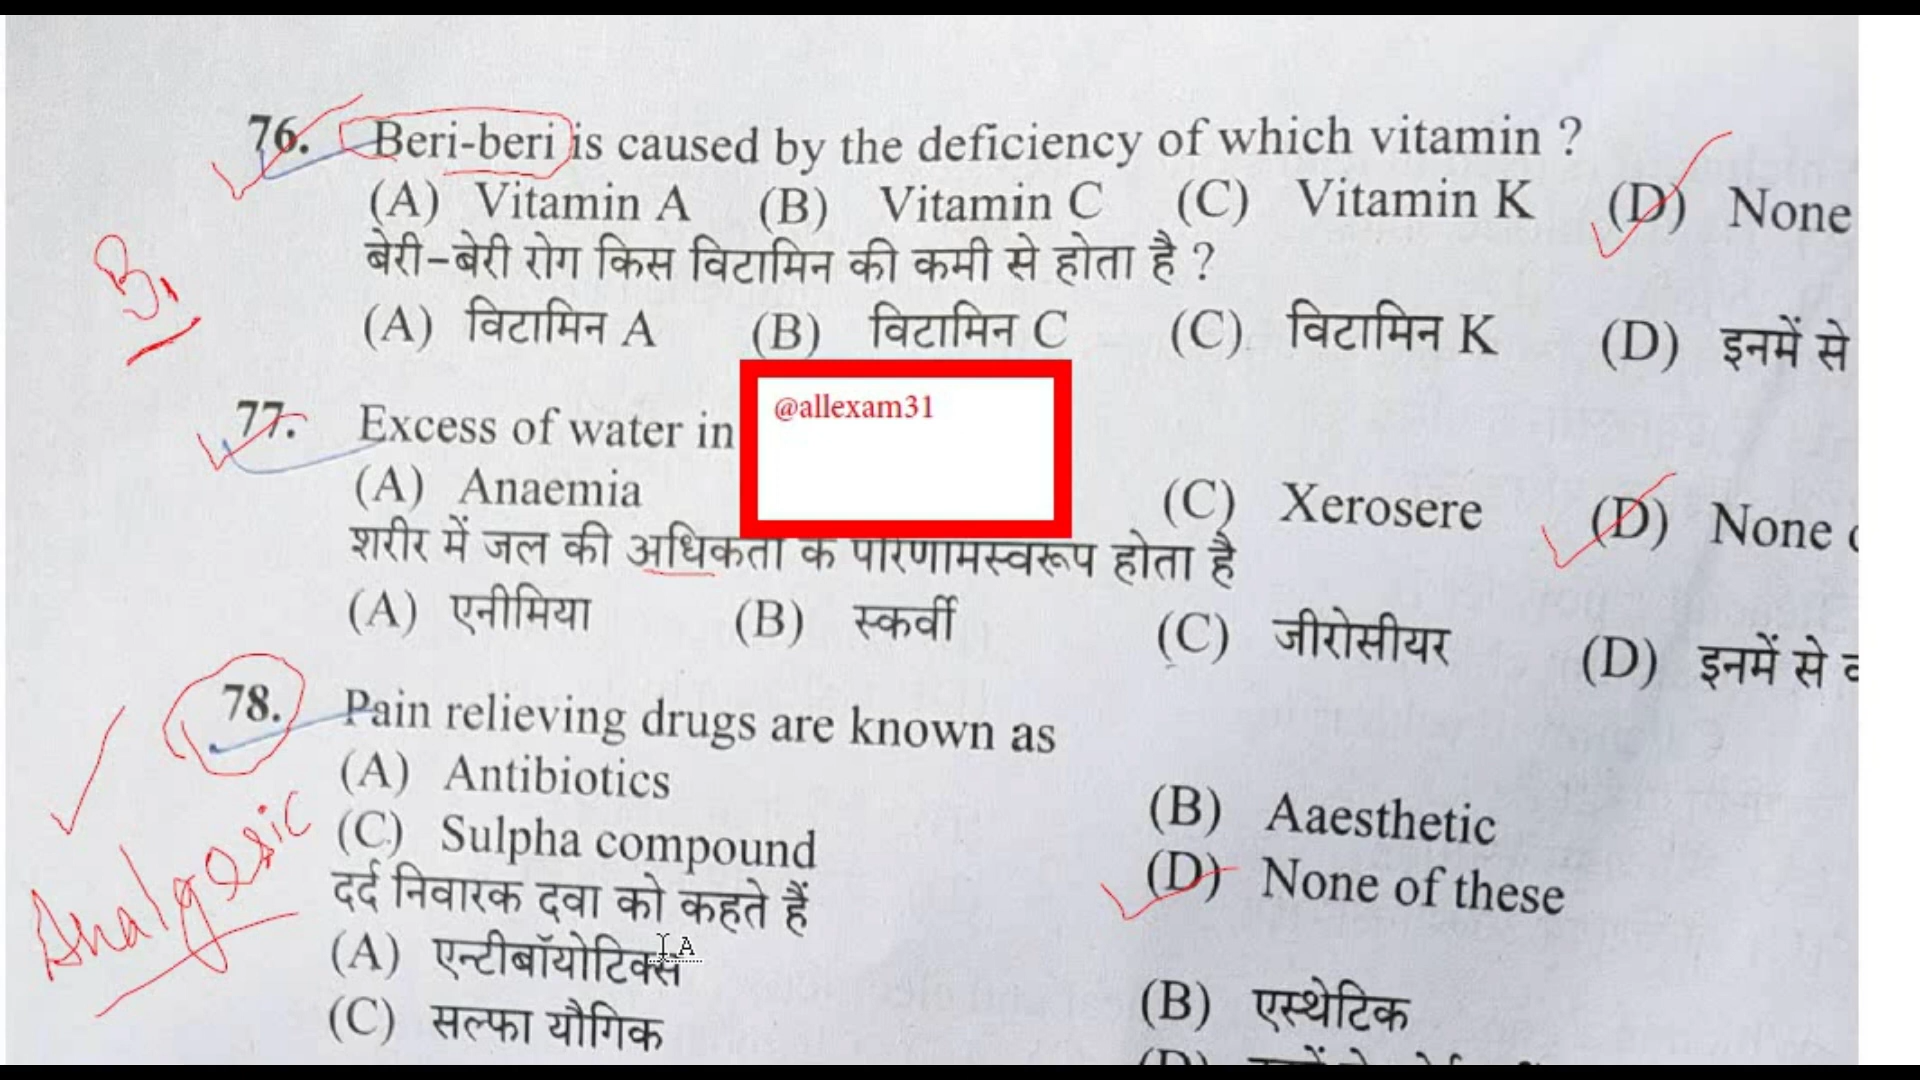 76. Beri-beri is caused by the deficiency of which vitamin ?
(A) Vitamin A (B) Vitamin C (C) Vitamin K (D) None
बेरी-बेरी रोग किस विटामिन की कमी से होता है ?
(A) विटामिन A (B) विटामिन C (C) विटामिन K (D) इनमें से
B1
@allexam31
77. Excess of water in
(A) Anaemia (C) Xerosere (D) None
शरीर में जल की अधिकता के परिणामस्वरूप होता है
(A) एनीमिया (B) स्कर्वी (C) जीरोसीयर (D) इनमें से
78. Pain relieving drugs are known as
(A) Antibiotics
(B) Aaesthetic
(C) Sulpha compound
(D) None of these
Analgesic
दर्द निवारक दवा को कहते हैं
(A) एन्टीबॉयोटिक्स
(B) एस्थेटिक
(C) सल्फा यौगिक